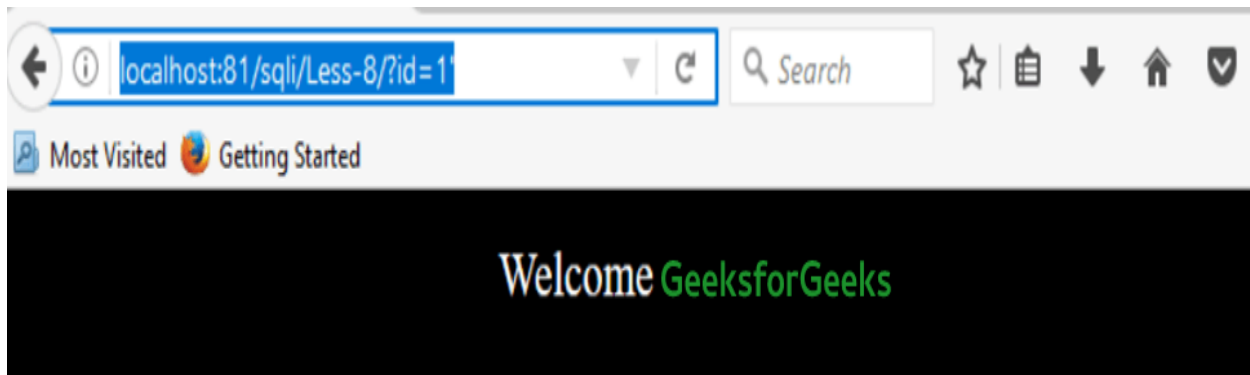 localhost:81/sqli/Less-8/?id=1'
Search
Most Visited Getting Started
Welcome GeeksforGeeks